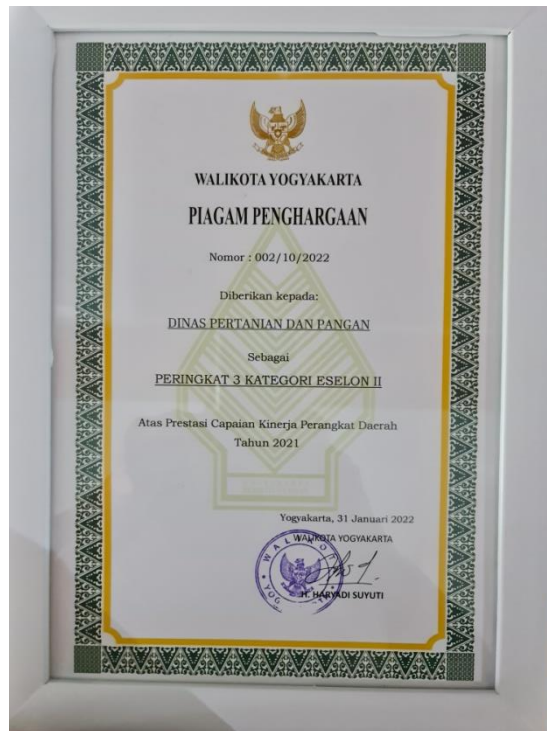 WALIKOTA YOGYAKARTA
PIAGAM PENGHARGAAN
Nomor : 002/10/2022
Diberikan kepada:
DINAS PERTANIAN DAN PANGAN
Sebagai
PERINGKAT 3 KATEGORI ESELON II
Atas Prestasi Capaian Kinerja Perangkat Daerah
Tahun 2021
Yogyakarta, 31 Januari 2022
WALIKOTA YOGYAKARTA
WALIKOTA
H. HARYADI SUYUTI